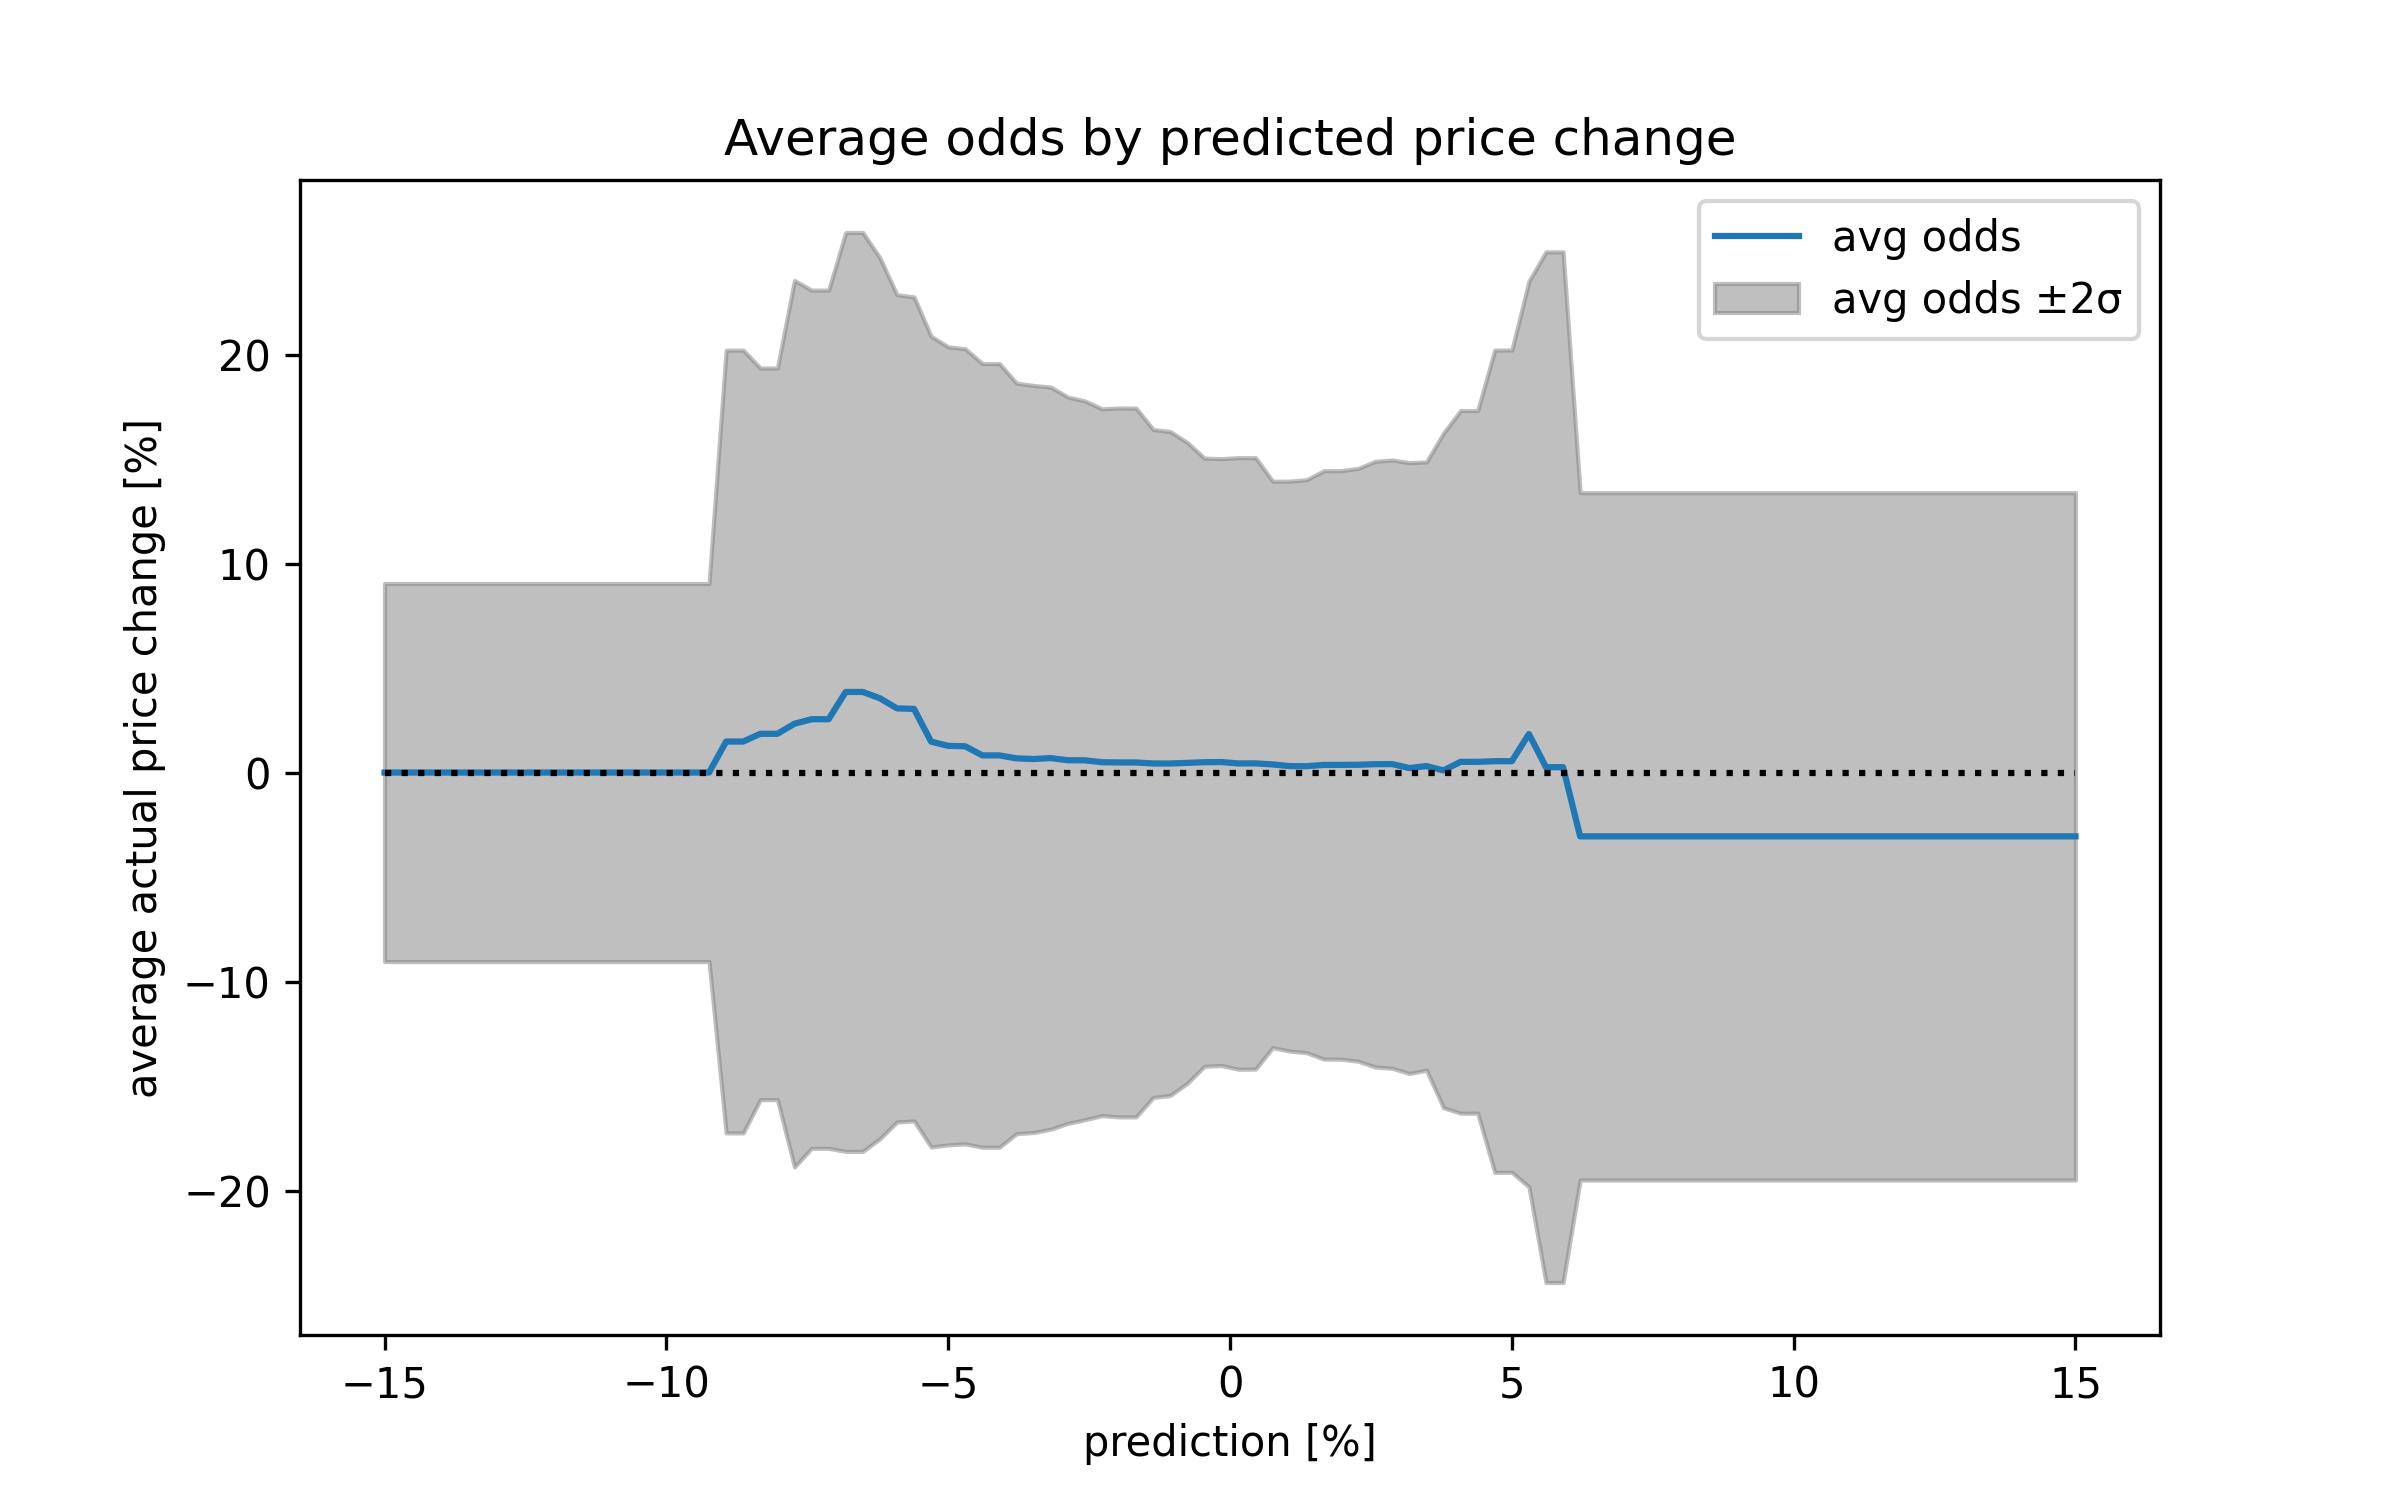 Average odds by predicted price change
avg odds
avg odds ±2σ
average actual price change [%]
20
10
0
−10
−20
−15
−10
−5
0
5
10
15
prediction [%]